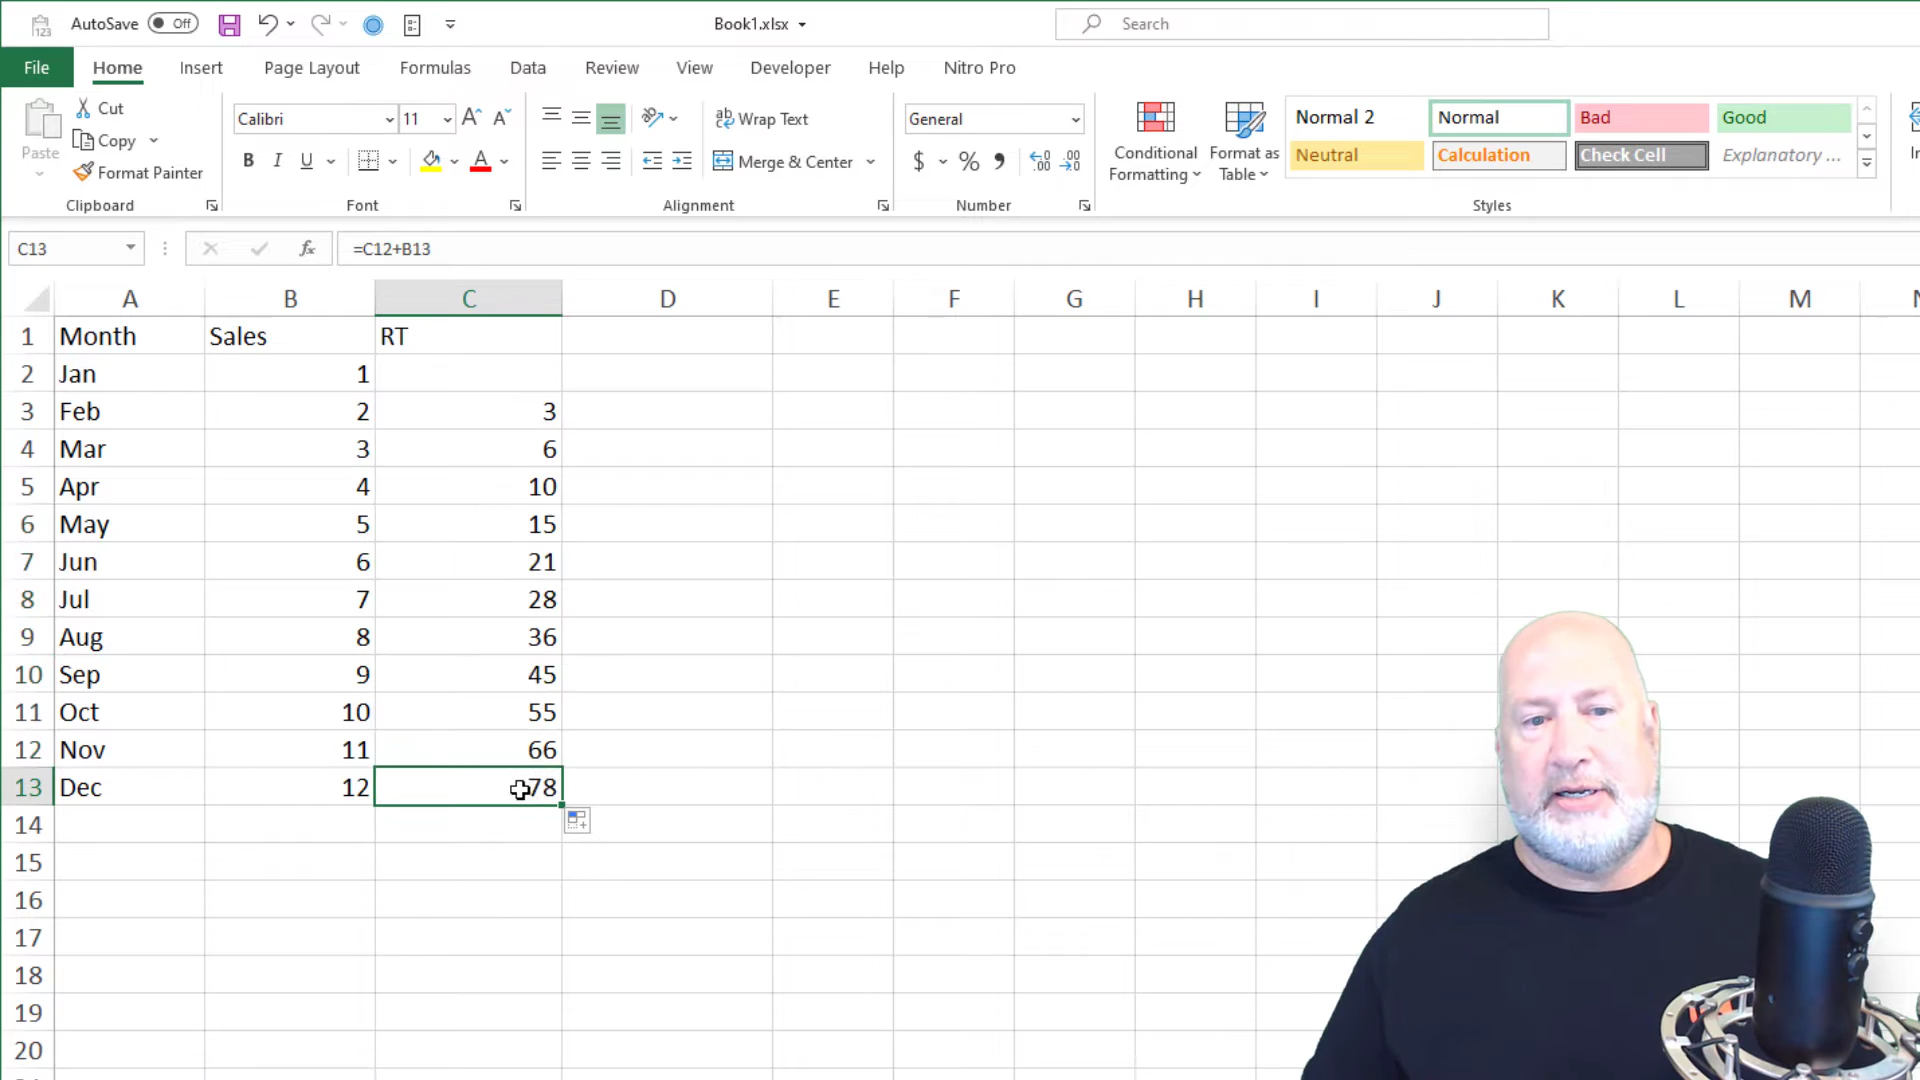 AutoSave Off Book1.xlsx Search
File Home Insert Page Layout Formulas Data Review View Developer Help Nitro Pro
Paste Cut Copy Format Painter
Clipboard
Calibri 11
B I U A
Font
ab Wrap Text
Merge & Center
Alignment
General
$ % 9 .00
Number
Conditional Formatting
Format as Table
Normal 2 Normal Bad Good
Neutral Calculation Check Cell Explanatory ...
Styles
C13 fx =C12+B13
A B C D E F G H I J K L M
1 Month Sales RT
2 Jan 1
3 Feb 2 3
4 Mar 3 6
5 Apr 4 10
6 May 5 15
7 Jun 6 21
8 Jul 7 28
9 Aug 8 36
10 Sep 9 45
11 Oct 10 55
12 Nov 11 66
13 Dec 12 78
14
15
16
17
18
19
20